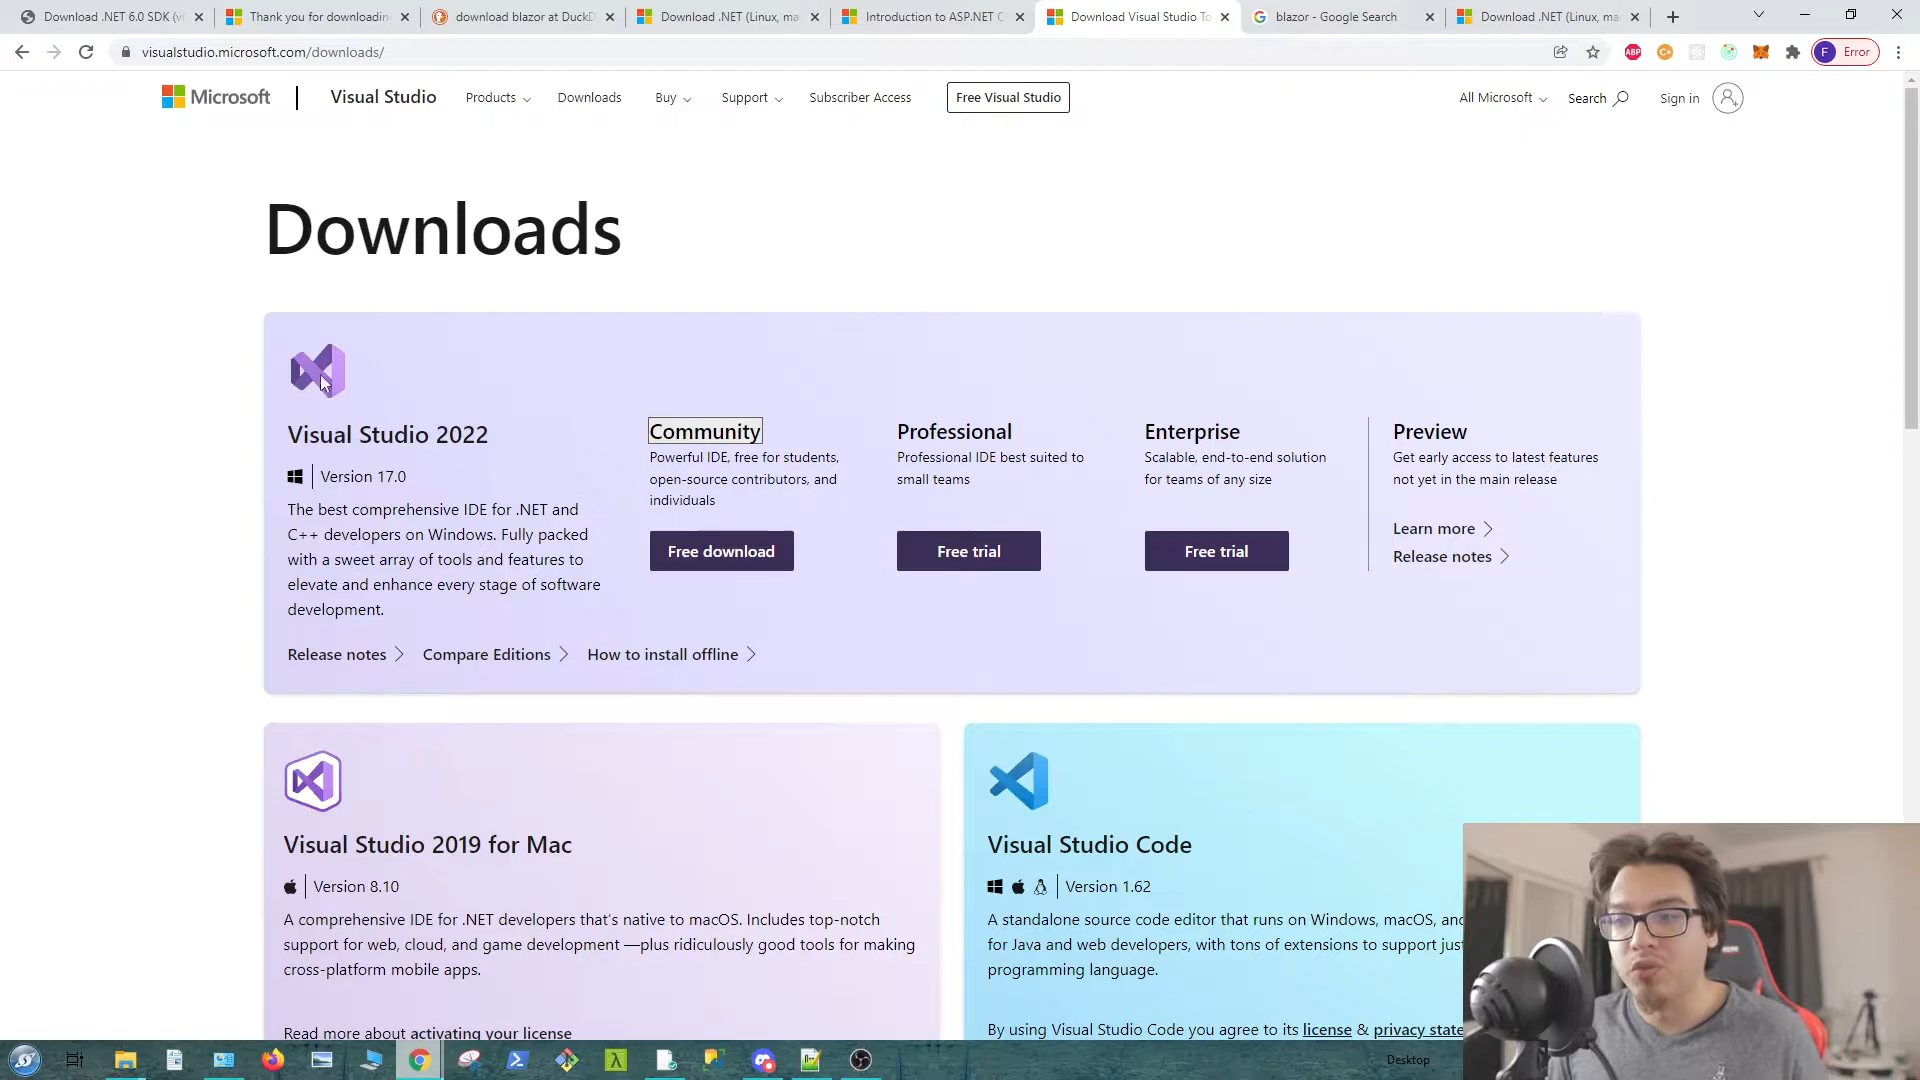 Download .NET 6.0 SDK (v
Thank you for downloadin
download blazor at DuckD
Download .NET (Linux, ma
Introduction to ASP.NET C
Download Visual Studio To
blazor - Google Search
Download .NET (Linux, ma
visualstudio.microsoft.com/downloads/
ABP
C+
F Error
Microsoft
Visual Studio
Products
Downloads
Buy
Support
Subscriber Access
Free Visual Studio
All Microsoft
Search
Sign in
Downloads
Visual Studio 2022
Version 17.0
The best comprehensive IDE for .NET and
C++ developers on Windows. Fully packed
with a sweet array of tools and features to
elevate and enhance every stage of software
development.
Community
Powerful IDE, free for students,
open-source contributors, and
individuals
Free download
Professional
Professional IDE best suited to
small teams
Free trial
Enterprise
Scalable, end-to-end solution
for teams of any size
Free trial
Preview
Get early access to latest features
not yet in the main release
Learn more
Release notes
Release notes
Compare Editions
How to install offline
Visual Studio 2019 for Mac
Version 8.10
A comprehensive IDE for .NET developers that's native to macOS. Includes top-notch
support for web, cloud, and game development —plus ridiculously good tools for making
cross-platform mobile apps.
Read more about activating your license
Visual Studio Code
Version 1.62
A standalone source code editor that runs on Windows, macOS, and
for Java and web developers, with tons of extensions to support just
programming language.
By using Visual Studio Code you agree to its license & privacy state
Desktop